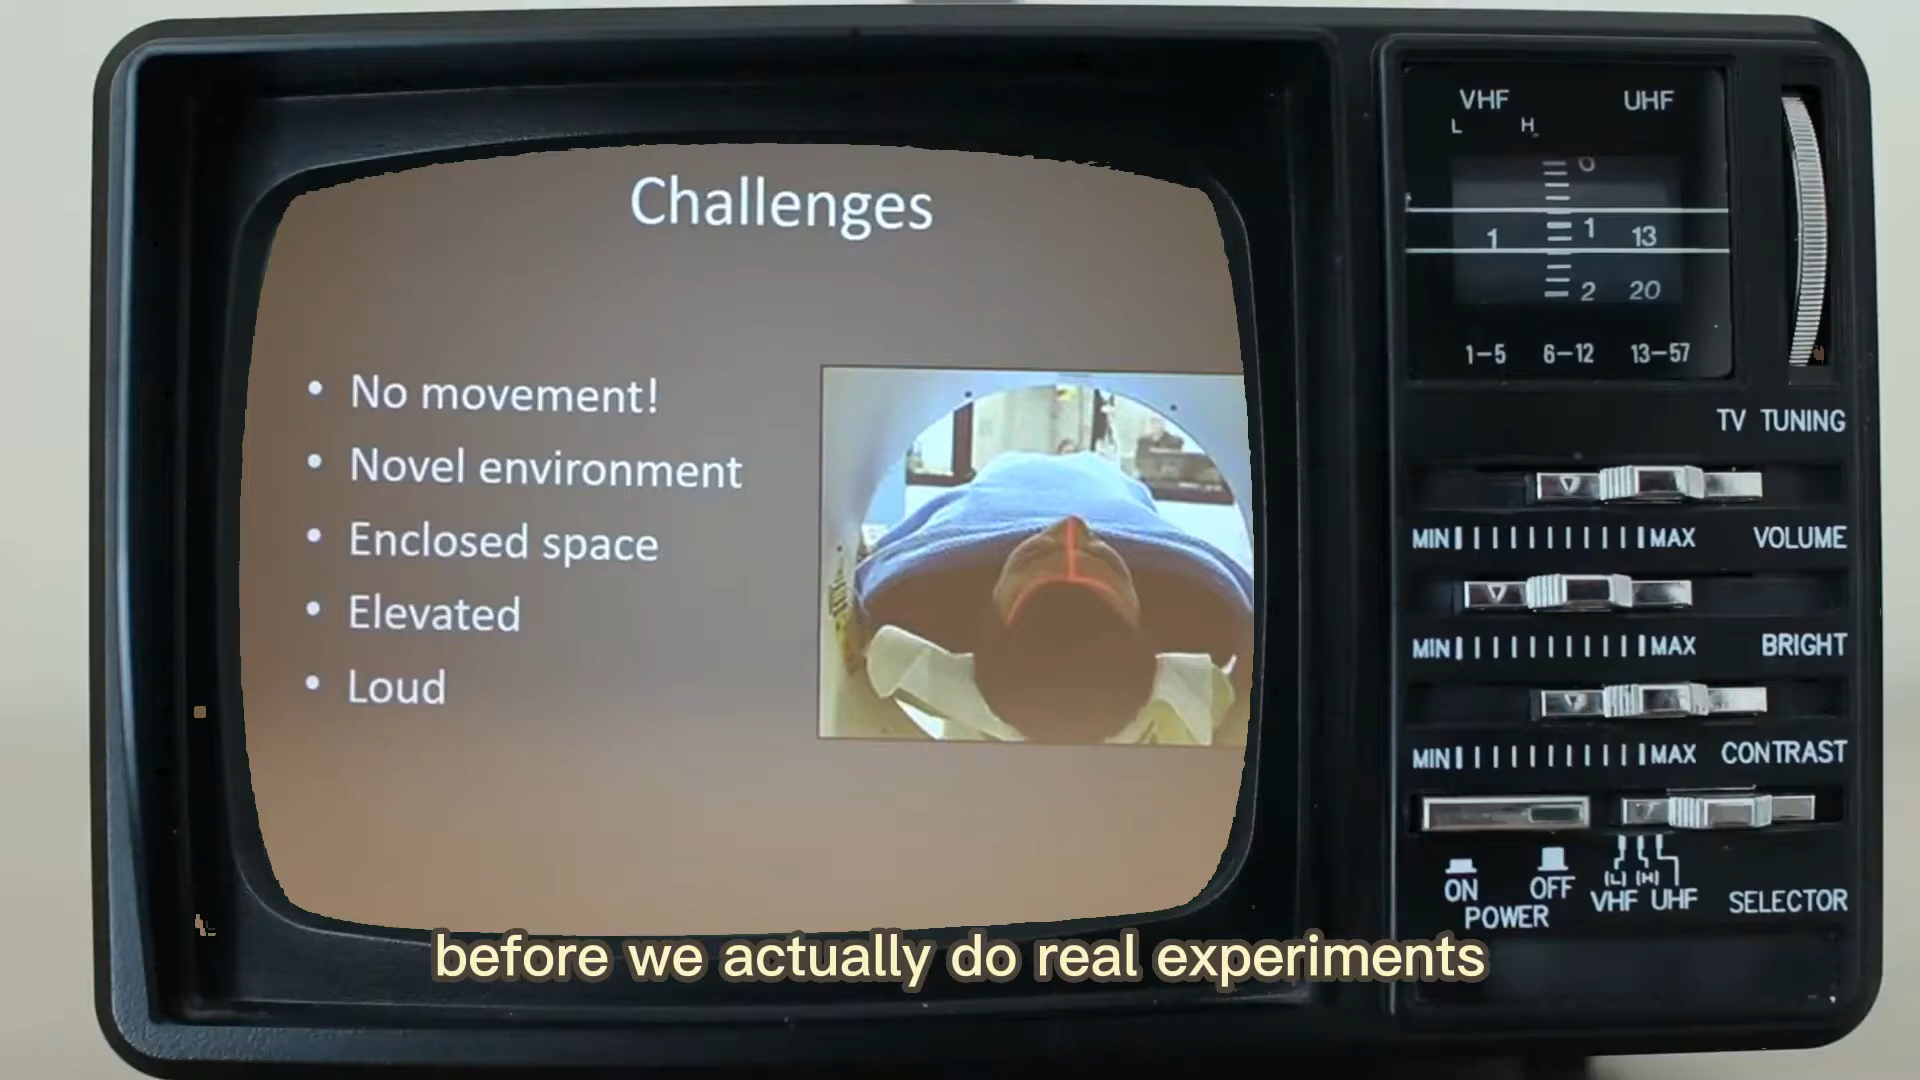 Challenges
• No movement!
• Novel environment
• Enclosed space
• Elevated
• Loud
before we actually do real experiments
VHF UHF
L H
0
1 1 13
2 20
1-5 6-12 13-57
TV TUNING
MIN MAX VOLUME
MIN MAX BRIGHT
MIN MAX CONTRAST
(L) (H)
ON OFF VHF UHF SELECTOR
POWER